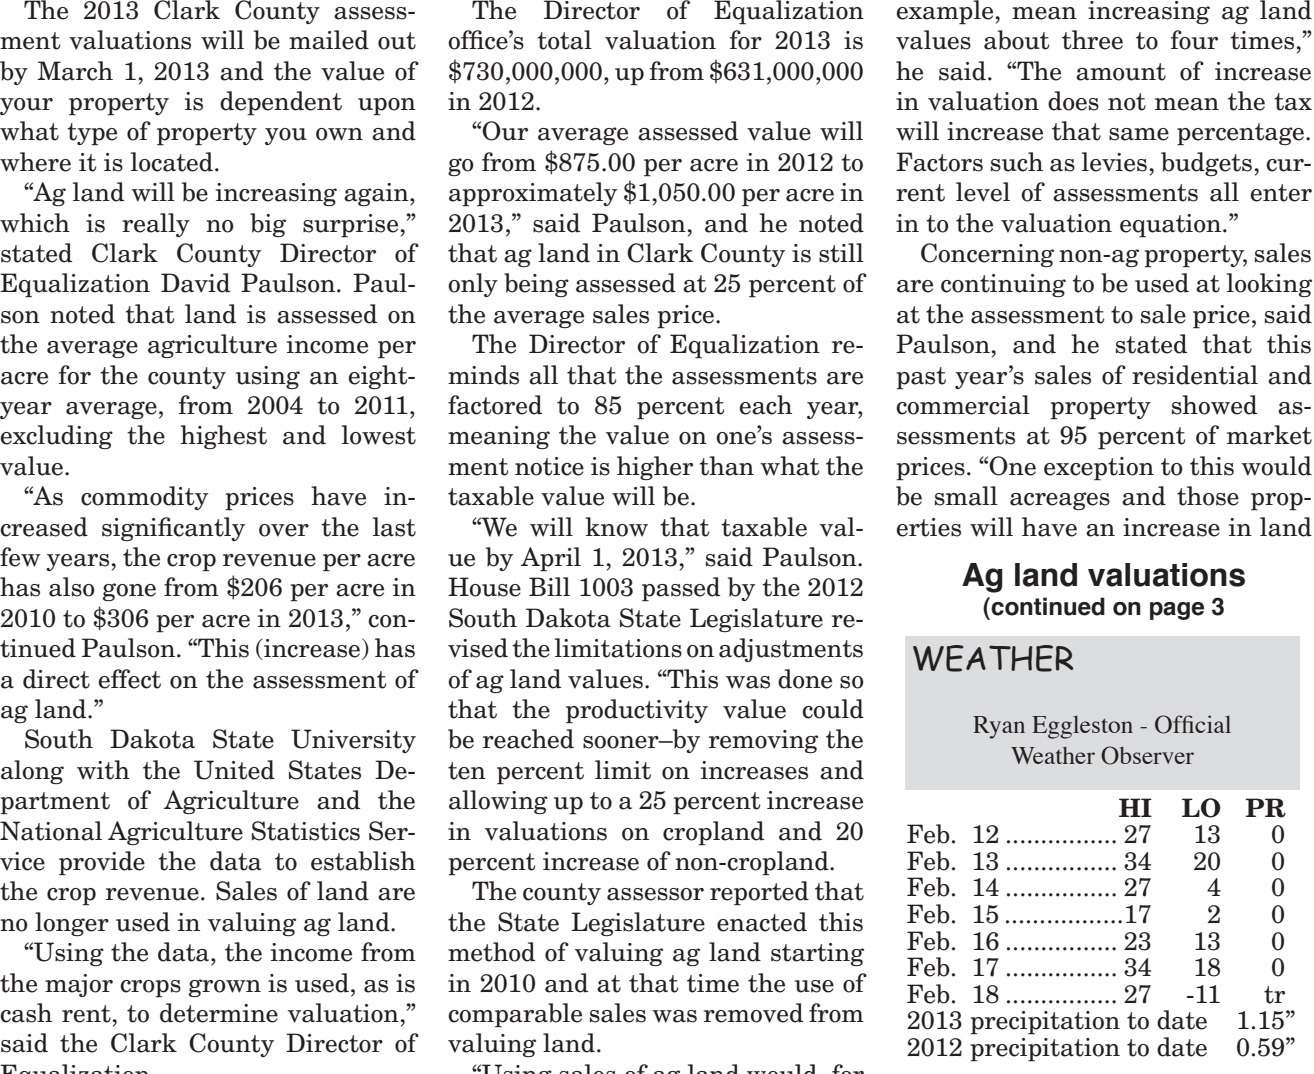 The 2013 Clark County assess-
ment valuations will be mailed out
by March 1, 2013 and the value of
your property is dependent upon
what type of property you own and
where it is located.
“Ag land will be increasing again,
which is really no big surprise,”
stated Clark County Director of
Equalization David Paulson. Paul-
son noted that land is assessed on
the average agriculture income per
acre for the county using an eight-
year average, from 2004 to 2011,
excluding the highest and lowest
value.
“As commodity prices have in-
creased significantly over the last
few years, the crop revenue per acre
has also gone from $206 per acre in
2010 to $306 per acre in 2013,” con-
tinued Paulson. “This (increase) has
a direct effect on the assessment of
ag land.”
South Dakota State University
along with the United States De-
partment of Agriculture and the
National Agriculture Statistics Ser-
vice provide the data to establish
the crop revenue. Sales of land are
no longer used in valuing ag land.
“Using the data, the income from
the major crops grown is used, as is
cash rent, to determine valuation,”
said the Clark County Director of
Equalization.
The Director of Equalization
office’s total valuation for 2013 is
$730,000,000, up from $631,000,000
in 2012.
“Our average assessed value will
go from $875.00 per acre in 2012 to
approximately $1,050.00 per acre in
2013,” said Paulson, and he noted
that ag land in Clark County is still
only being assessed at 25 percent of
the average sales price.
The Director of Equalization re-
minds all that the assessments are
factored to 85 percent each year,
meaning the value on one’s assess-
ment notice is higher than what the
taxable value will be.
“We will know that taxable val-
ue by April 1, 2013,” said Paulson.
House Bill 1003 passed by the 2012
South Dakota State Legislature re-
vised the limitations on adjustments
of ag land values. “This was done so
that the productivity value could
be reached sooner–by removing the
ten percent limit on increases and
allowing up to a 25 percent increase
in valuations on cropland and 20
percent increase of non-cropland.
The county assessor reported that
the State Legislature enacted this
method of valuing ag land starting
in 2010 and at that time the use of
comparable sales was removed from
valuing land.
“Using sales of ag land would, for
example, mean increasing ag land
values about three to four times,”
he said. “The amount of increase
in valuation does not mean the tax
will increase that same percentage.
Factors such as levies, budgets, cur-
rent level of assessments all enter
in to the valuation equation.”
Concerning non-ag property, sales
are continuing to be used at looking
at the assessment to sale price, said
Paulson, and he stated that this
past year’s sales of residential and
commercial property showed as-
sessments at 95 percent of market
prices. “One exception to this would
be small acreages and those prop-
erties will have an increase in land
Ag land valuations
(continued on page 3
WEATHER
Ryan Eggleston - Official
Weather Observer
HI LO PR
Feb. 12 ................ 27 13 0
Feb. 13 ................ 34 20 0
Feb. 14 ................ 27 4 0
Feb. 15 .................17 2 0
Feb. 16 ................ 23 13 0
Feb. 17 ................ 34 18 0
Feb. 18 ................ 27 -11 tr
2013 precipitation to date 1.15”
2012 precipitation to date 0.59”